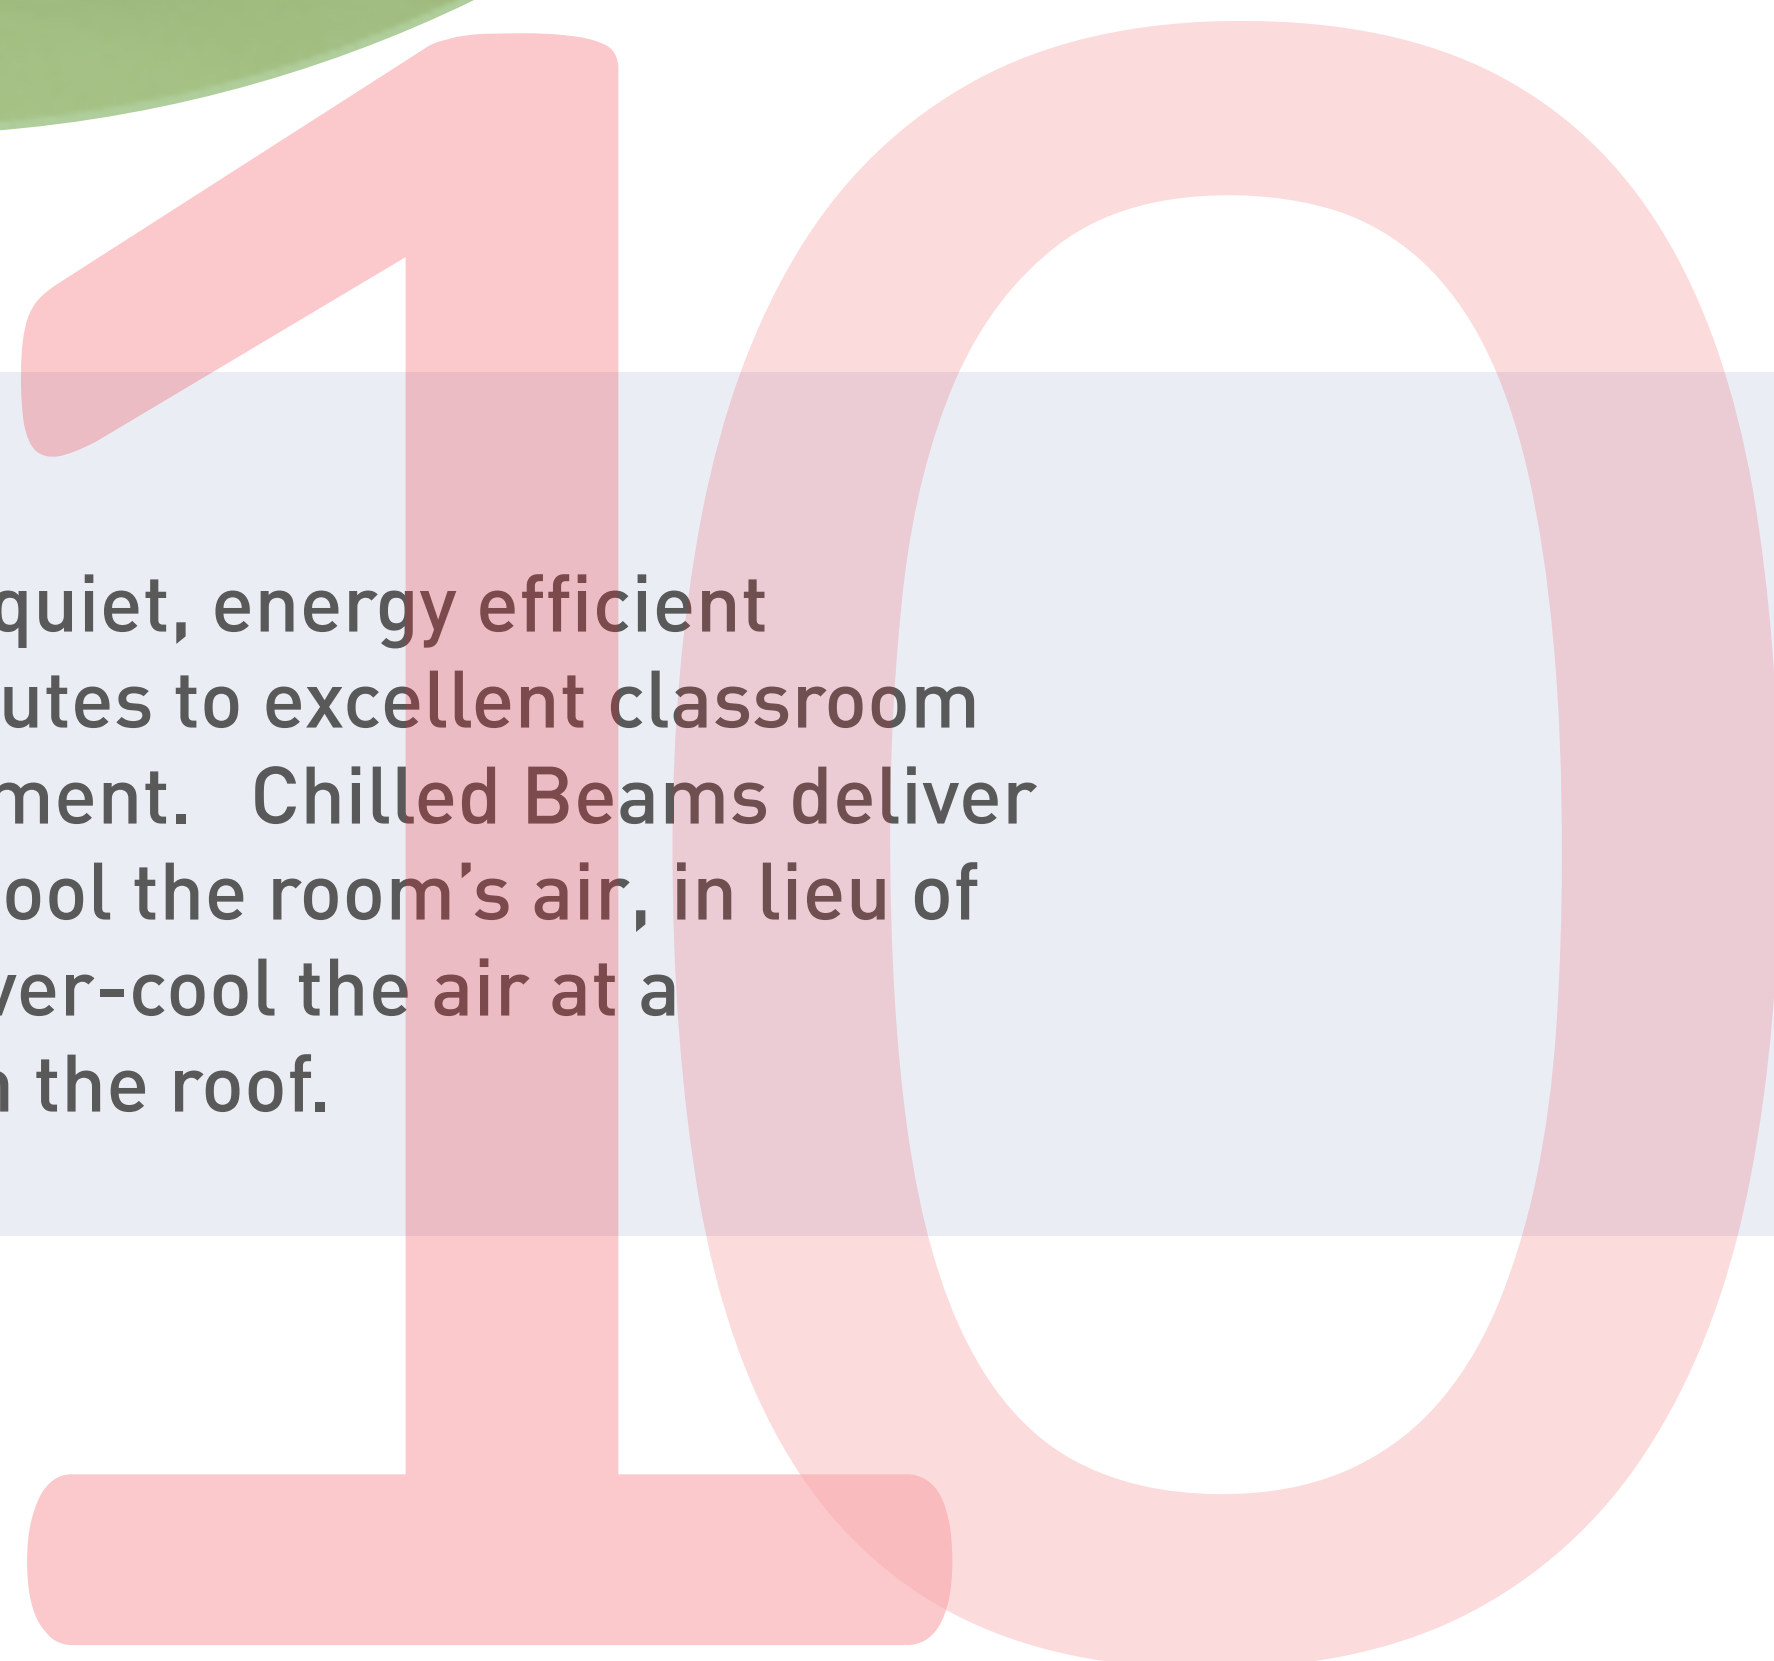 10
quiet, energy efficient
utes to excellent classroom
ment. Chilled Beams deliver
ool the room’s air, in lieu of
ver-cool the air at a
the roof.